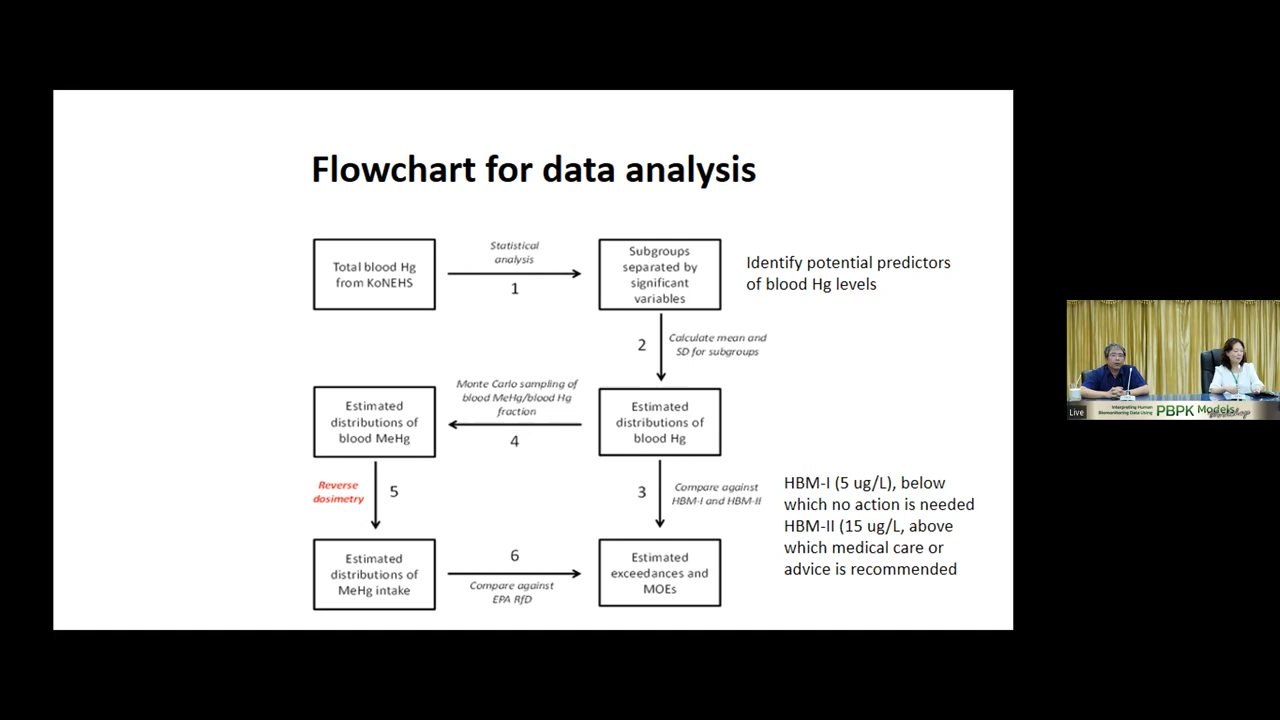 Flowchart for data analysis
Total blood Hg
from KoNEHS
Statistical
analysis
1
Subgroups
separated by
significant
variables
Identify potential predictors
of blood Hg levels
2
Calculate mean and
SD for subgroups
Estimated
distributions of
blood MeHg
Monte Carlo sampling of
blood MeHg/blood Hg
fraction
4
Estimated
distributions of
blood Hg
Reverse
dosimetry
5
3
Compare against
HBM-I and HBM-II
HBM-I (5 ug/L), below
which no action is needed
HBM-II (15 ug/L, above
which medical care or
advice is recommended
Estimated
distributions of
MeHg intake
6
Compare against
EPA RfD
Estimated
exceedances and
MOEs
Live
Interpreting Human
Biomonitoring Data Using
PBPK Models